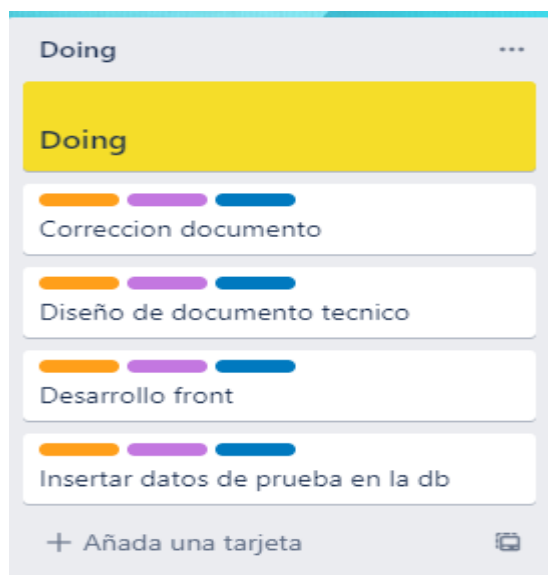 Doing
Doing
Correccion documento
Diseño de documento tecnico
Desarrollo front
Insertar datos de prueba en la db
+ Añada una tarjeta